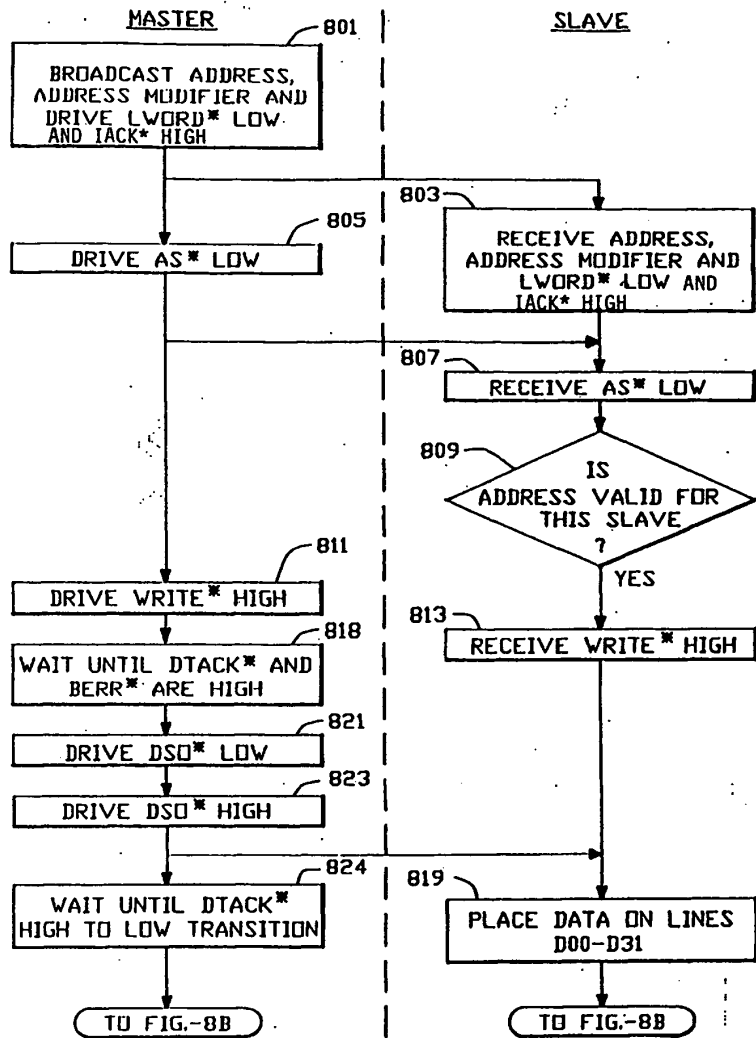 MASTER
801
BROADCAST ADDRESS,
ADDRESS MODIFIER AND
DRIVE LWORD* LOW
AND IACK* HIGH
805
DRIVE AS* LOW
811
DRIVE WRITE* HIGH
818
WAIT UNTIL DTACK* AND
BERR* ARE HIGH
821
DRIVE DSO* LOW
823
DRIVE DSO* HIGH
824
WAIT UNTIL DTACK*
HIGH TO LOW TRANSITION
TO FIG.-8B
SLAVE
803
RECEIVE ADDRESS,
ADDRESS MODIFIER AND
LWORD* LOW AND
IACK* HIGH
807
RECEIVE AS* LOW
809
IS
ADDRESS VALID FOR
THIS SLAVE
?
YES
813
RECEIVE WRITE* HIGH
819
PLACE DATA ON LINES
D00-D31
TO FIG.-8B